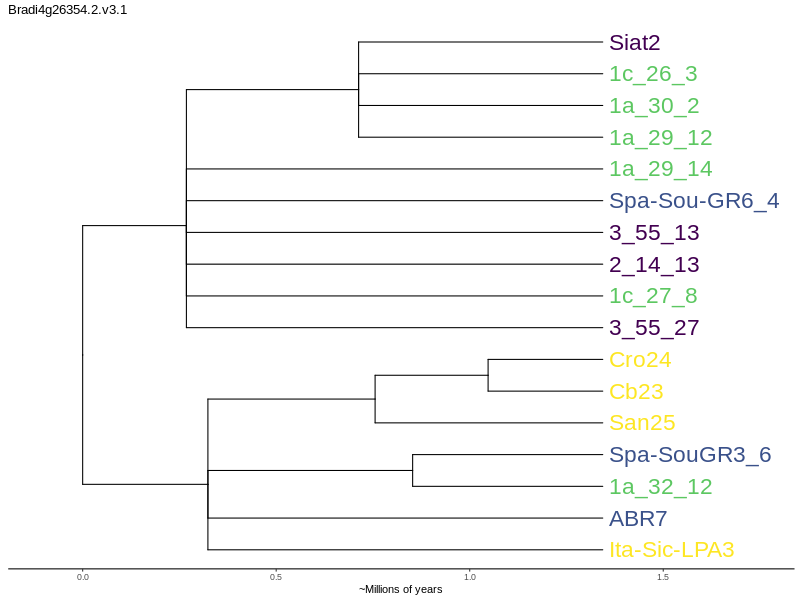 Bradi4g26354.2.v3.1
Siat2
1c_26_3
1a_30_2
1a_29_12
1a_29_14
Spa-Sou-GR6_4
3_55_13
2_14_13
1c_27_8
3_55_27
Cro24
Cb23
San25
Spa-SouGR3_6
1a_32_12
ABR7
Ita-Sic-LPA3
0.0 0.5 1.0 1.5
~Millions of years